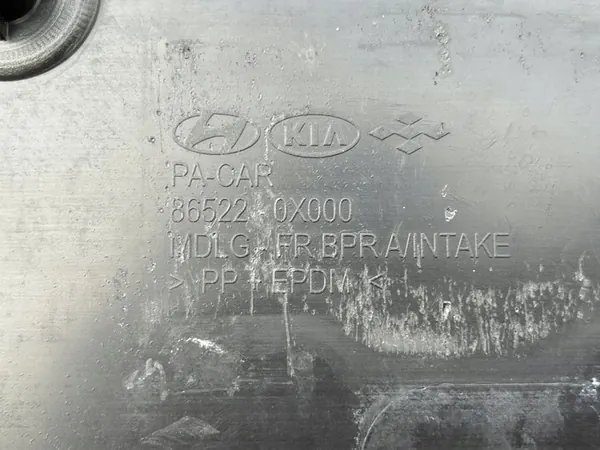 KIA
PA-CAR
86522 0X000
MDLG-FR BPR A/INTAKE
> PP + EPDM <